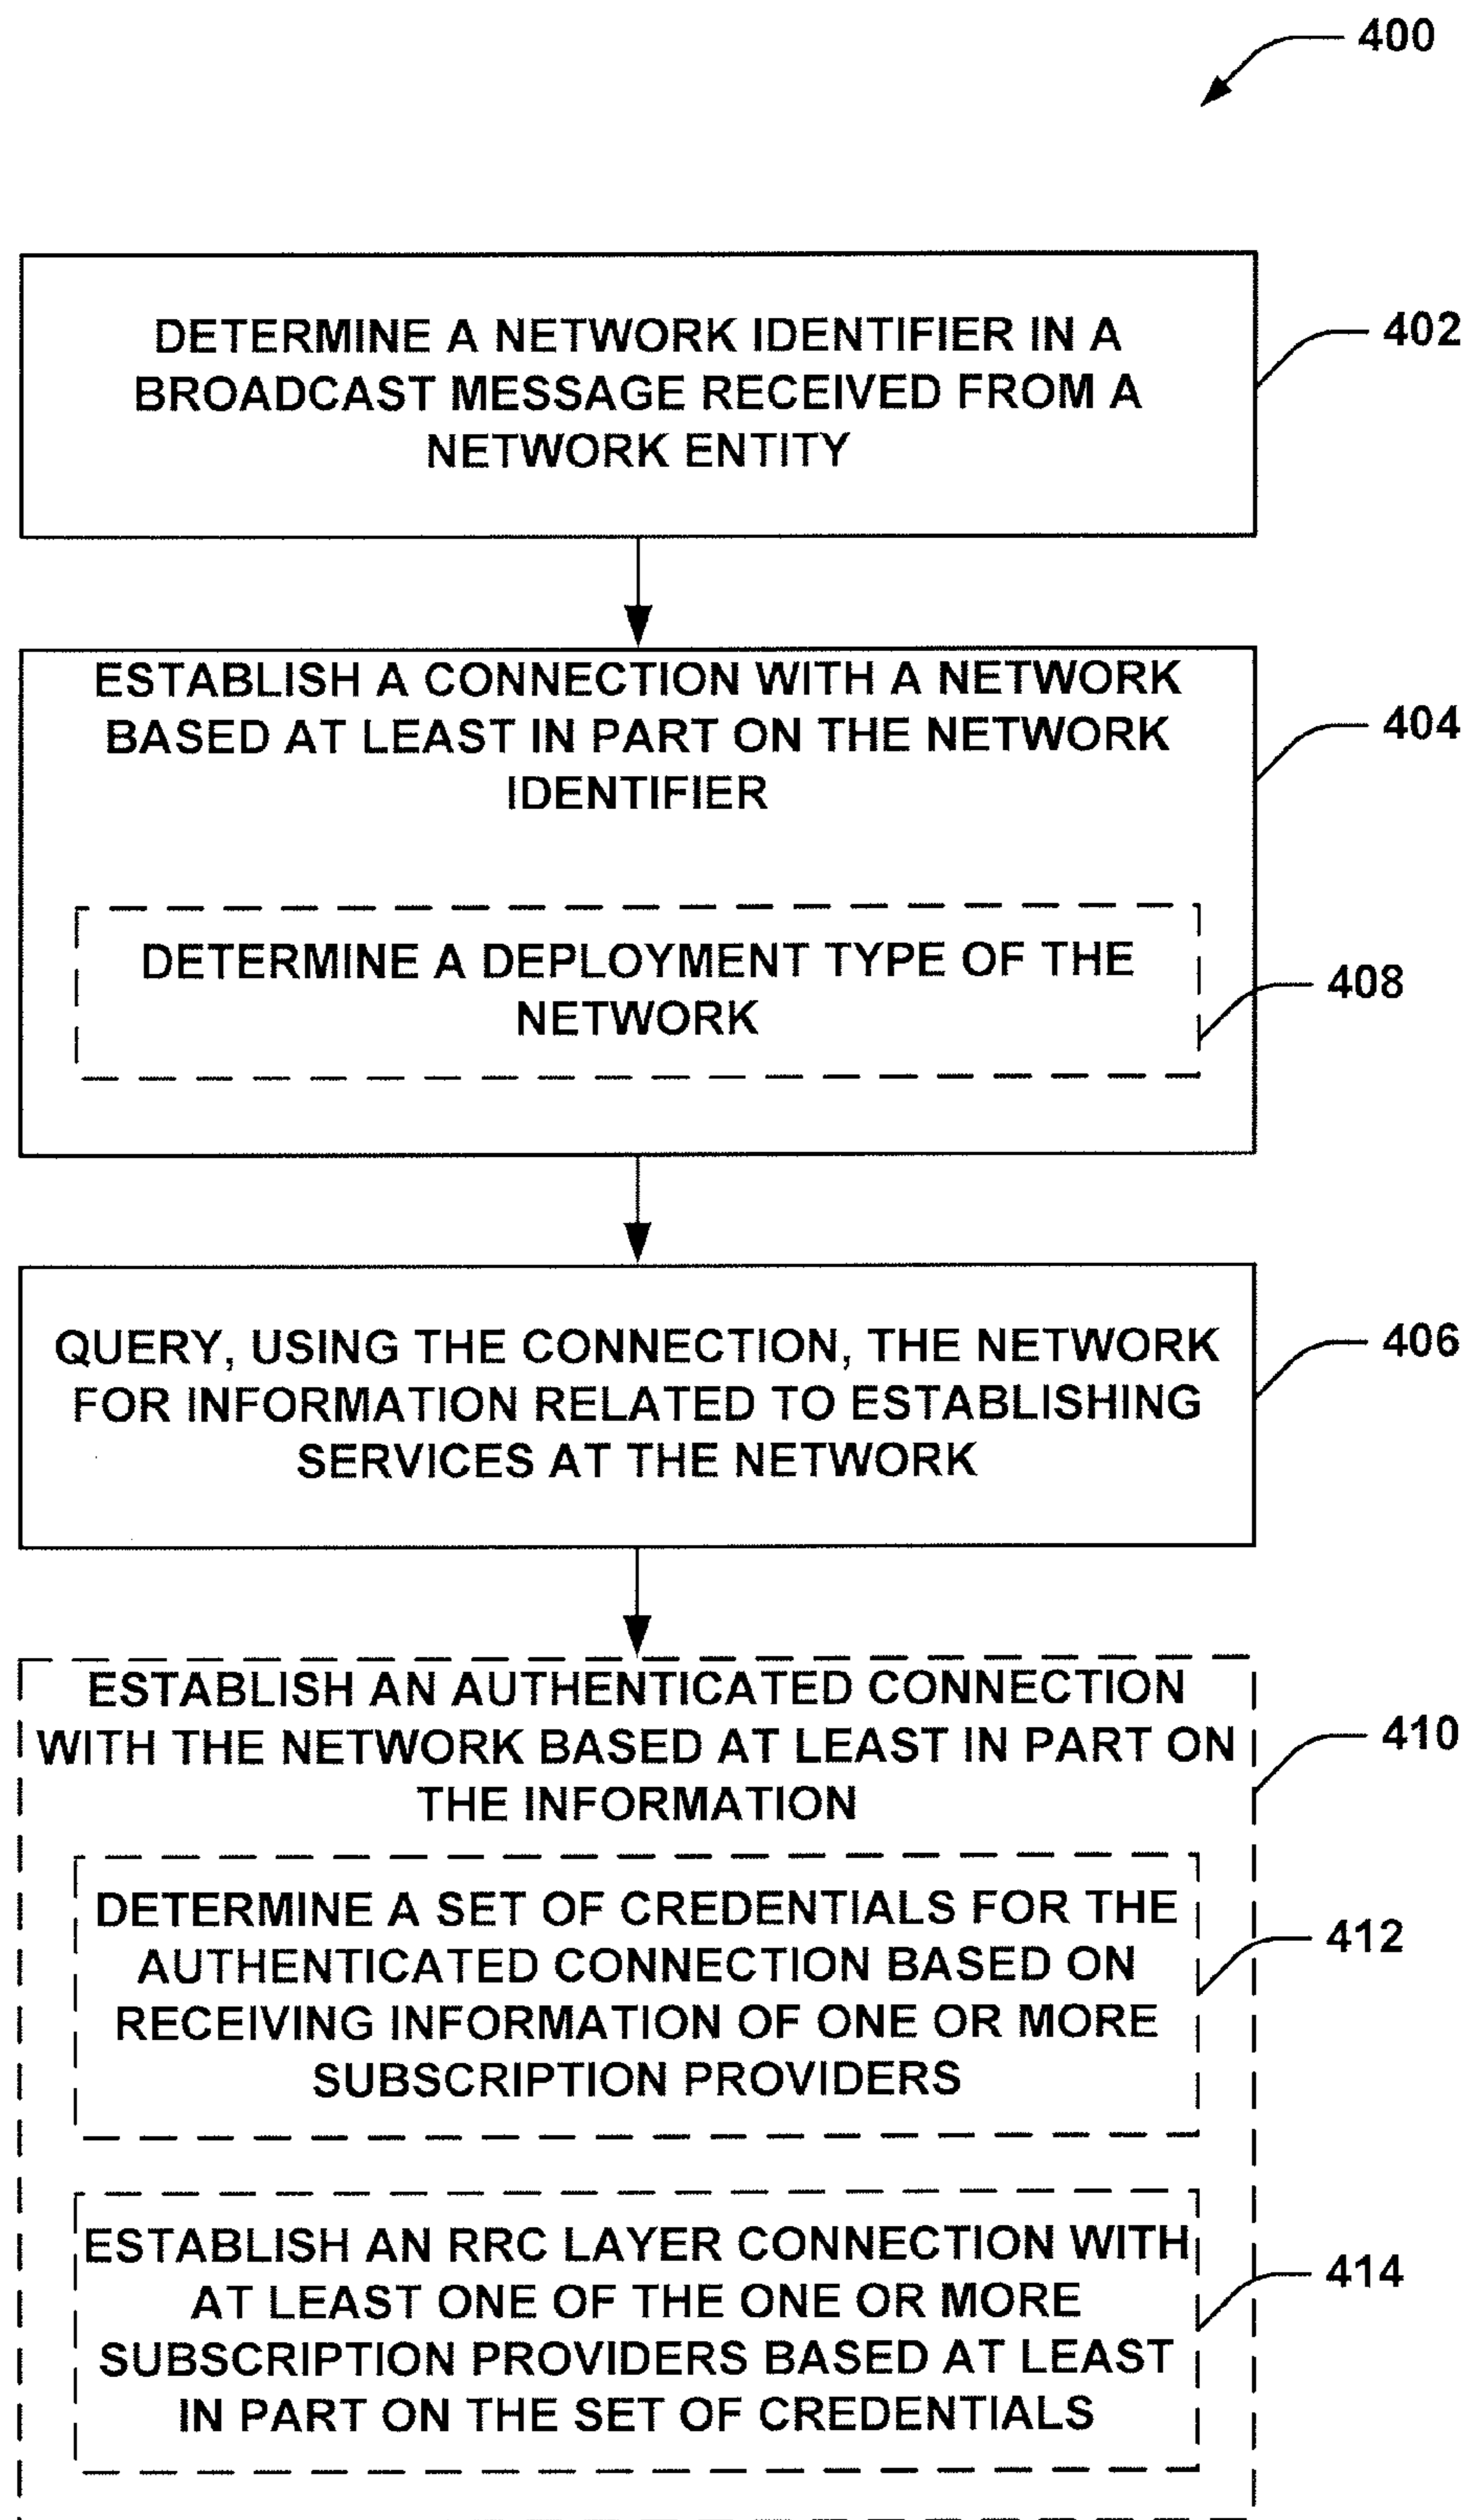 400
DETERMINE A NETWORK IDENTIFIER IN A
BROADCAST MESSAGE RECEIVED FROM A
NETWORK ENTITY
402
ESTABLISH A CONNECTION WITH A NETWORK
BASED AT LEAST IN PART ON THE NETWORK
IDENTIFIER
404
DETERMINE A DEPLOYMENT TYPE OF THE
NETWORK
408
QUERY, USING THE CONNECTION, THE NETWORK
FOR INFORMATION RELATED TO ESTABLISHING
SERVICES AT THE NETWORK
406
ESTABLISH AN AUTHENTICATED CONNECTION
WITH THE NETWORK BASED AT LEAST IN PART ON
THE INFORMATION
410
DETERMINE A SET OF CREDENTIALS FOR THE
AUTHENTICATED CONNECTION BASED ON
RECEIVING INFORMATION OF ONE OR MORE
SUBSCRIPTION PROVIDERS
412
ESTABLISH AN RRC LAYER CONNECTION WITH
AT LEAST ONE OF THE ONE OR MORE
SUBSCRIPTION PROVIDERS BASED AT LEAST
IN PART ON THE SET OF CREDENTIALS
414